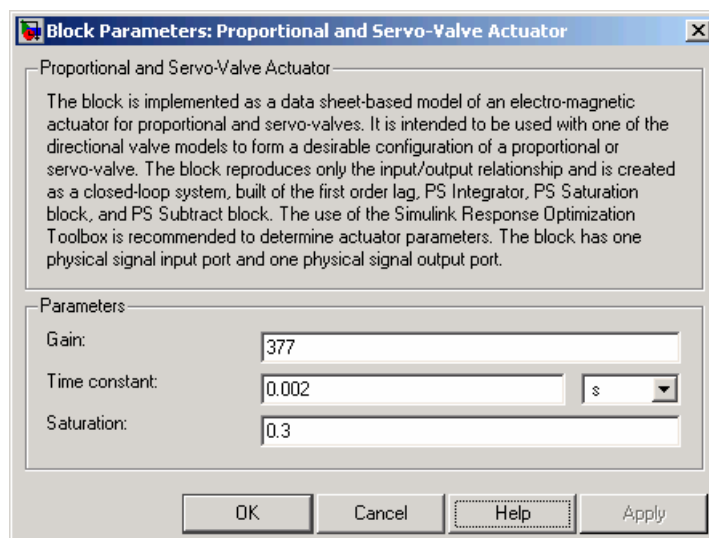 Block Parameters: Proportional and Servo-Valve Actuator
Proportional and Servo-Valve Actuator
The block is implemented as a data sheet-based model of an electro-magnetic
actuator for proportional and servo-valves. It is intended to be used with one of the
directional valve models to form a desirable configuration of a proportional or
servo-valve. The block reproduces only the input/output relationship and is created
as a closed-loop system, built of the first order lag, PS Integrator, PS Saturation
block, and PS Subtract block. The use of the Simulink Response Optimization
Toolbox is recommended to determine actuator parameters. The block has one
physical signal input port and one physical signal output port.
Parameters
Gain: 377
Time constant: 0.002 s
Saturation: 0.3
OK Cancel Help Apply